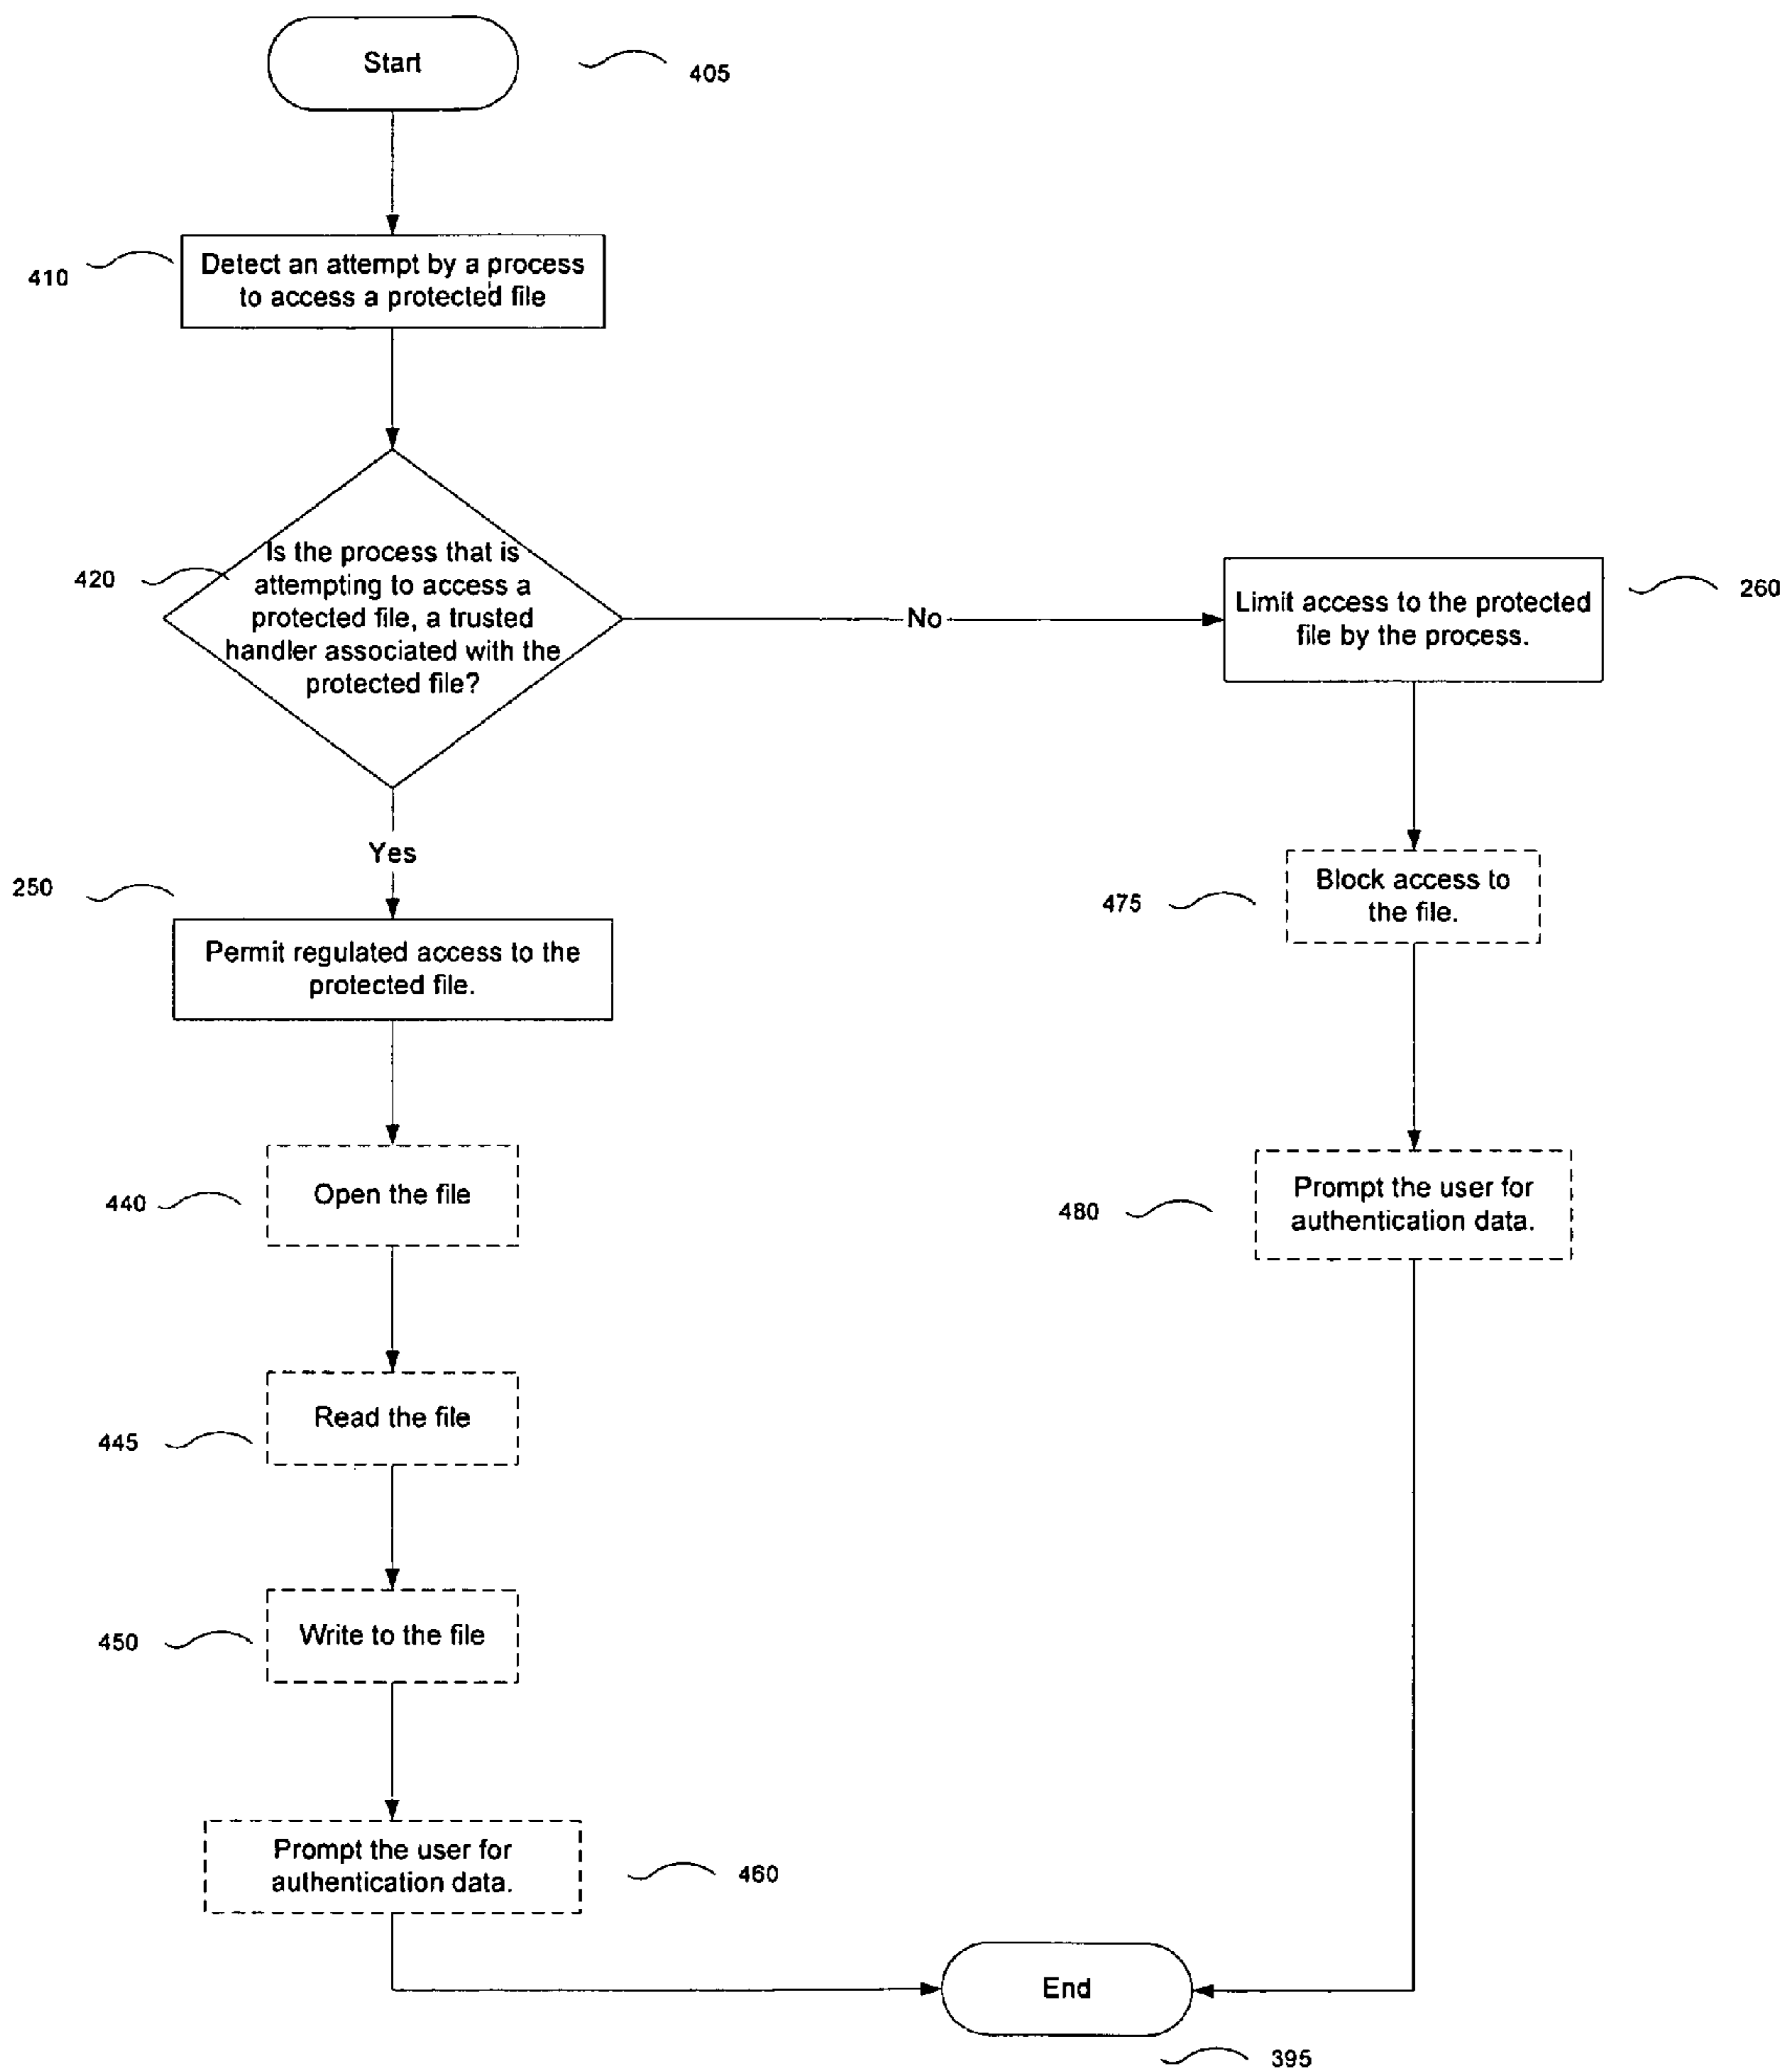 Start
405
410
Detect an attempt by a process
to access a protected file
420
Is the process that is
attempting to access a
protected file, a trusted
handler associated with the
protected file?
No
Limit access to the protected
file by the process.
260
Yes
250
Permit regulated access to the
protected file.
475
Block access to
the file.
440
Open the file
480
Prompt the user for
authentication data.
445
Read the file
450
Write to the file
Prompt the user for
authentication data.
460
End
395